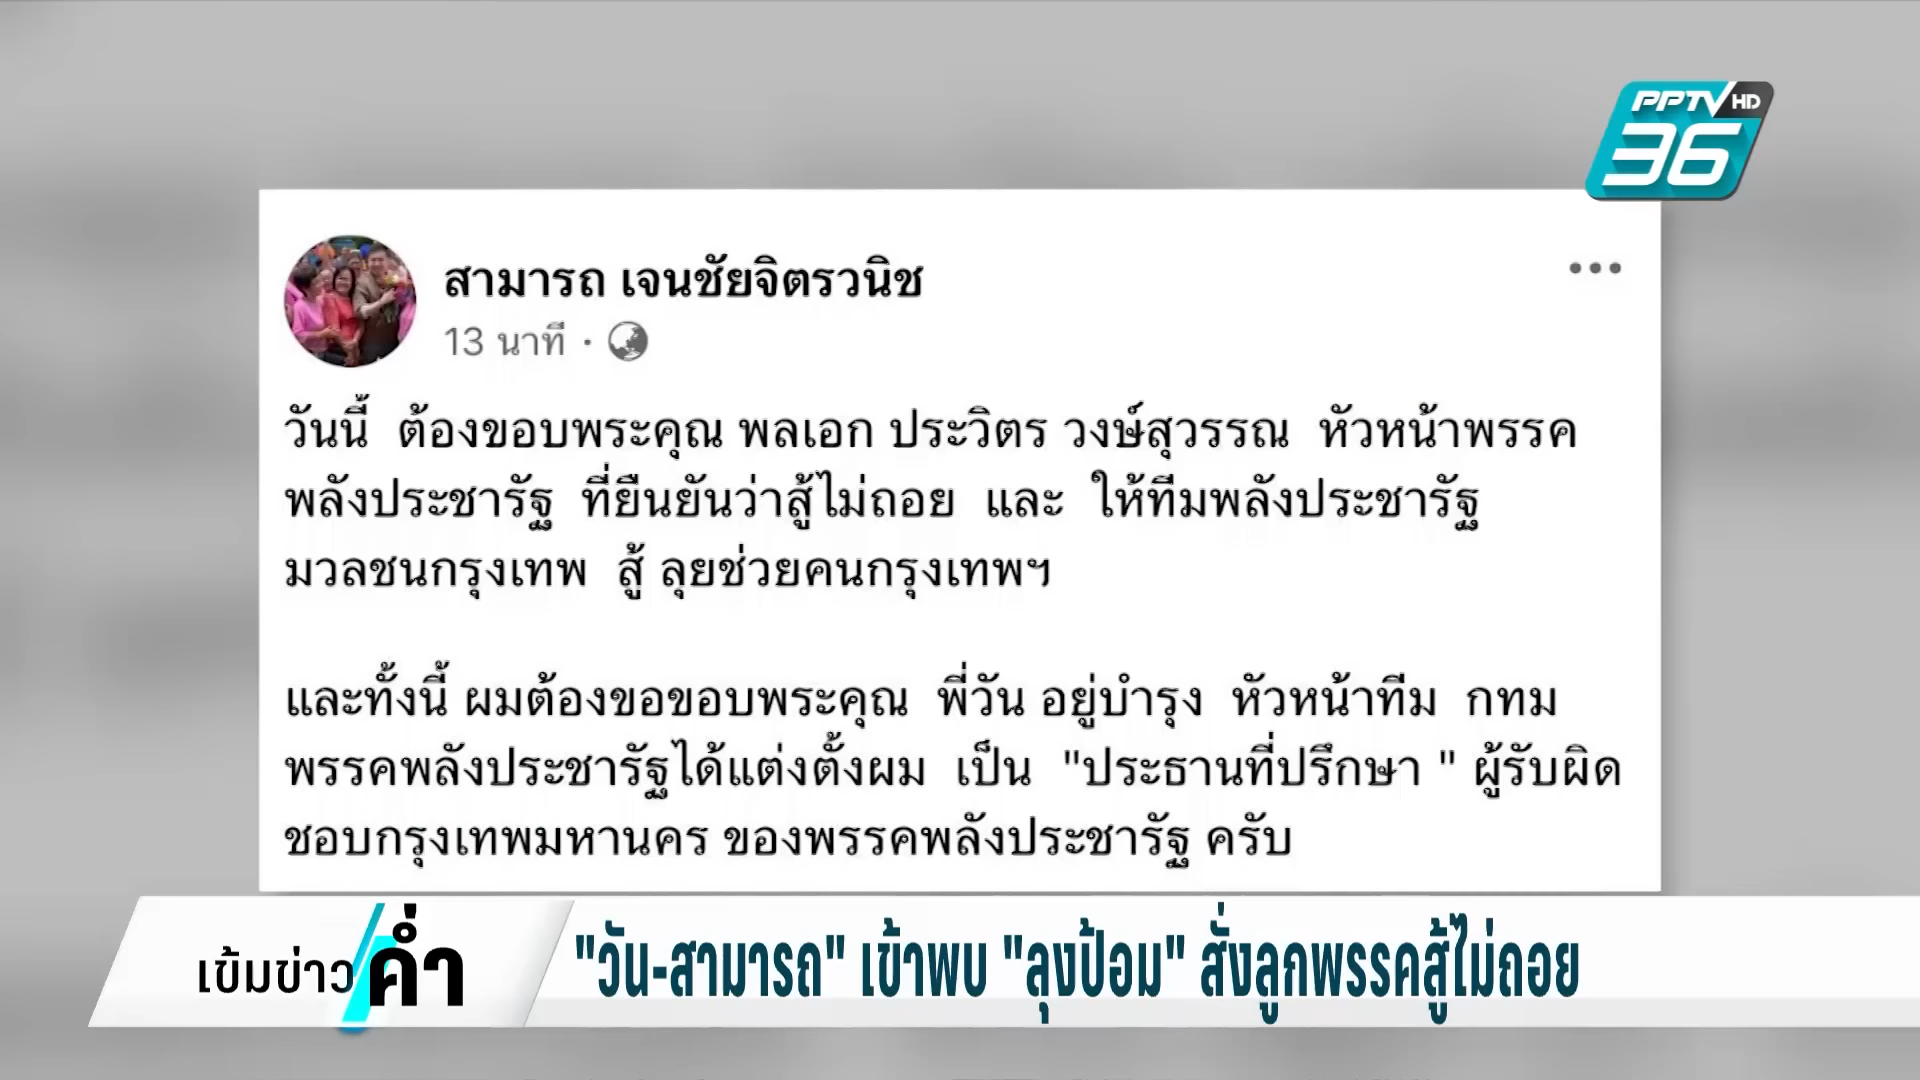 PPTV HD
36
สามารถ เจนชัยจิตรวนิช
13 นาที ·
วันนี้ ต้องขอบพระคุณ พลเอก ประวิตร วงษ์สุวรรณ หัวหน้าพรรค
พลังประชารัฐ ที่ยืนยันว่าสู้ไม่ถอย และ ให้ทีมพลังประชารัฐ
มวลชนกรุงเทพ สู้ ลุยช่วยคนกรุงเทพฯ
และทั้งนี้ ผมต้องขอขอบพระคุณ พี่วัน อยู่บำรุง หัวหน้าทีม กทม
พรรคพลังประชารัฐได้แต่งตั้งผม เป็น "ประธานที่ปรึกษา " ผู้รับผิด
ชอบกรุงเทพมหานคร ของพรรคพลังประชารัฐ ครับ
เข้มข่าวค่ำ
"วัน-สามารถ" เข้าพบ "ลุงป้อม" สั่งลูกพรรคสู้ไม่ถอย